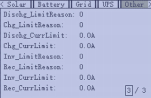 < Solar Battery Grid UPS Other >
Dischg_LimitReason: 0
Chg_LimitReason: 0
Dischg_CurrLimit: 0.0A
Chg_CurrLimit: 0.0A
Inv_LimitReason: 0
Rec_LimitReason: 0
Inv_CurrLimit: 0.0A
Rec_CurrLimit: 0.0A
3 / 3